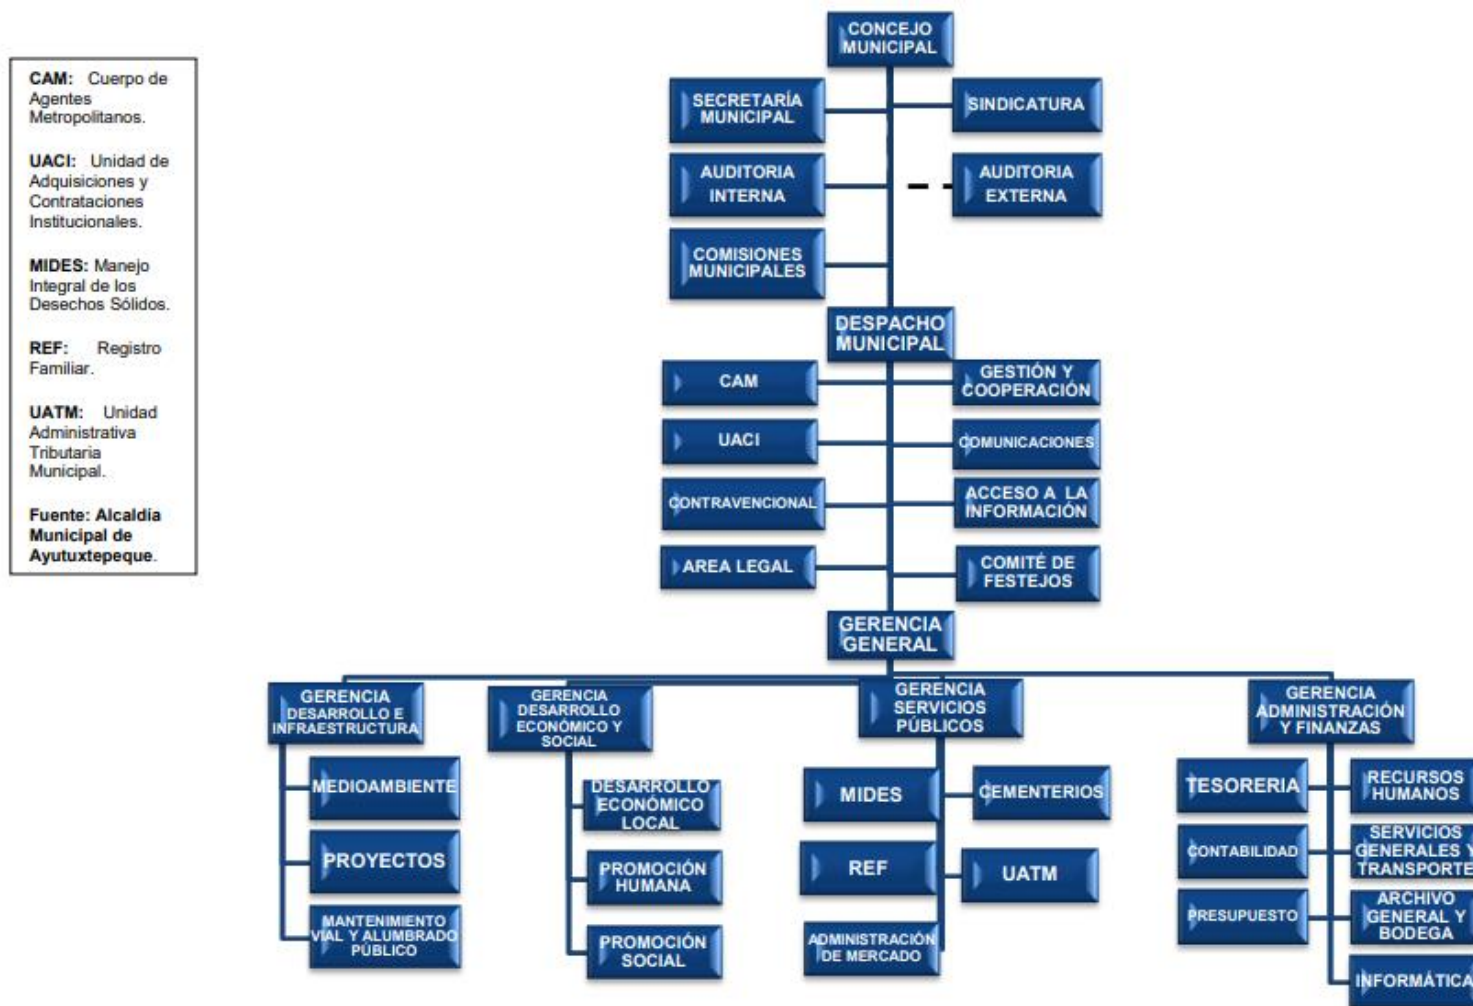 CAM: Cuerpo de
Agentes
Metropolitanos.
UACI: Unidad de
Adquisiciones y
Contrataciones
Institucionales.
MIDES: Manejo
Integral de los
Desechos Sólidos.
REF: Registro
Familiar.
UATM: Unidad
Administrativa
Tributaria
Municipal.
Fuente: Alcaldía
Municipal de
Ayutuxtepeque.
CONCEJO
MUNICIPAL
SECRETARÍA
MUNICIPAL
SINDICATURA
AUDITORIA
INTERNA
AUDITORIA
EXTERNA
COMISIONES
MUNICIPALES
DESPACHO
MUNICIPAL
CAM
GESTIÓN Y
COOPERACIÓN
UACI
COMUNICACIONES
CONTRAVENCIONAL
ACCESO A LA
INFORMACIÓN
AREA LEGAL
COMITÉ DE
FESTEJOS
GERENCIA
GENERAL
GERENCIA
DESARROLLO E
INFRAESTRUCTURA
MEDIOAMBIENTE
PROYECTOS
MANTENIMIENTO
VIAL Y ALUMBRADO
PÚBLICO
GERENCIA
DESARROLLO
ECONÓMICO Y
SOCIAL
DESARROLLO
ECONÓMICO
LOCAL
PROMOCIÓN
HUMANA
PROMOCIÓN
SOCIAL
GERENCIA
SERVICIOS
PÚBLICOS
MIDES
CEMENTERIOS
REF
UATM
ADMINISTRACIÓN
DE MERCADO
GERENCIA
ADMINISTRACIÓN
Y FINANZAS
TESORERIA
RECURSOS
HUMANOS
CONTABILIDAD
SERVICIOS
GENERALES Y
TRANSPORTE
PRESUPUESTO
ARCHIVO
GENERAL Y
BODEGA
INFORMÁTICA